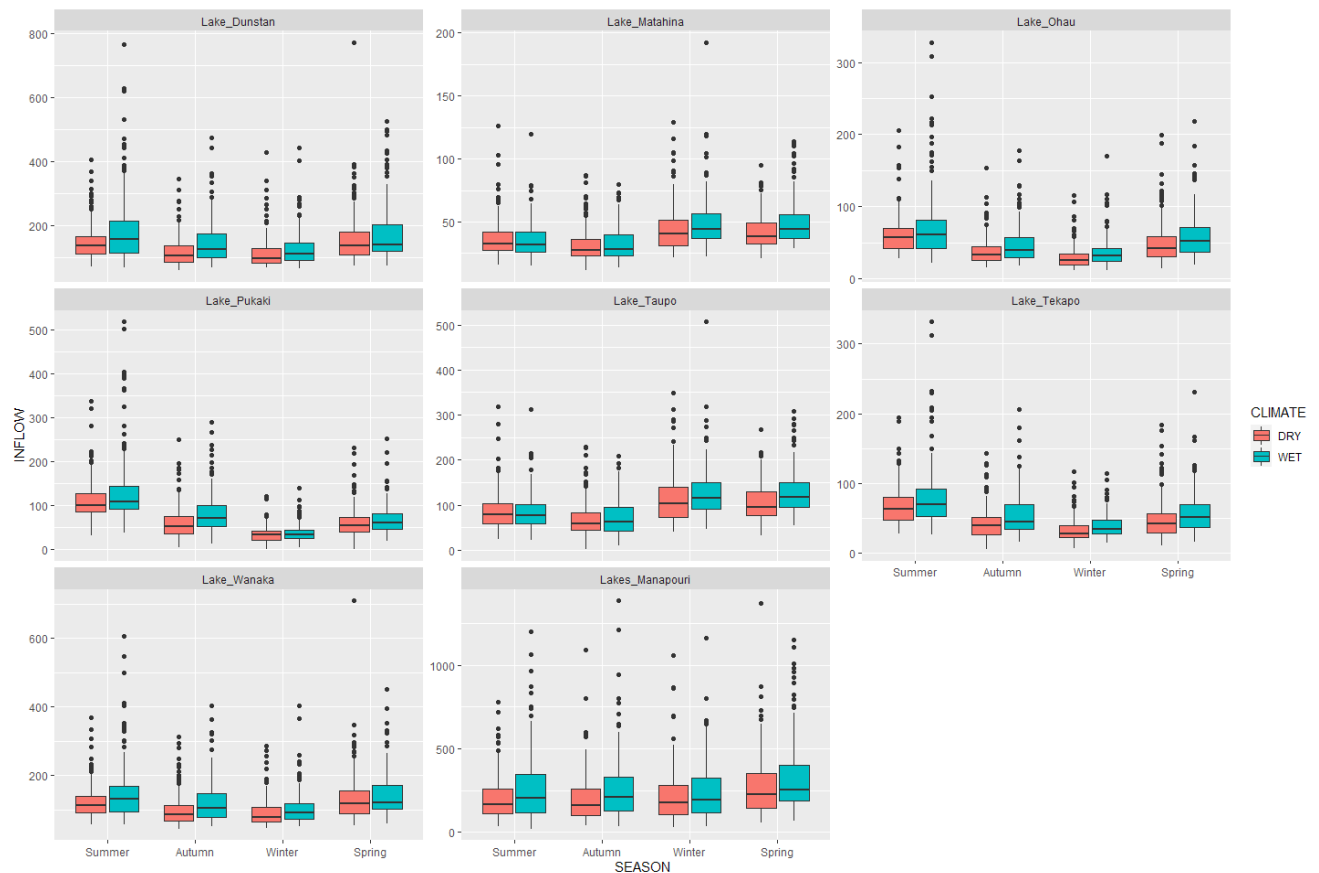 Lake_Dunstan
Lake_Matahina
Lake_Ohau
800
600
400
200
200
150
100
50
300
200
100
0
Lake_Pukaki
Lake_Taupo
Lake_Tekapo
500
400
300
200
100
0
500
400
300
200
100
0
300
200
100
0
Summer Autumn Winter Spring
Lake_Wanaka
Lakes_Manapouri
600
400
200
1000
500
0
Summer Autumn Winter Spring
Summer Autumn Winter Spring
INFLOW
SEASON
CLIMATE
DRY
WET